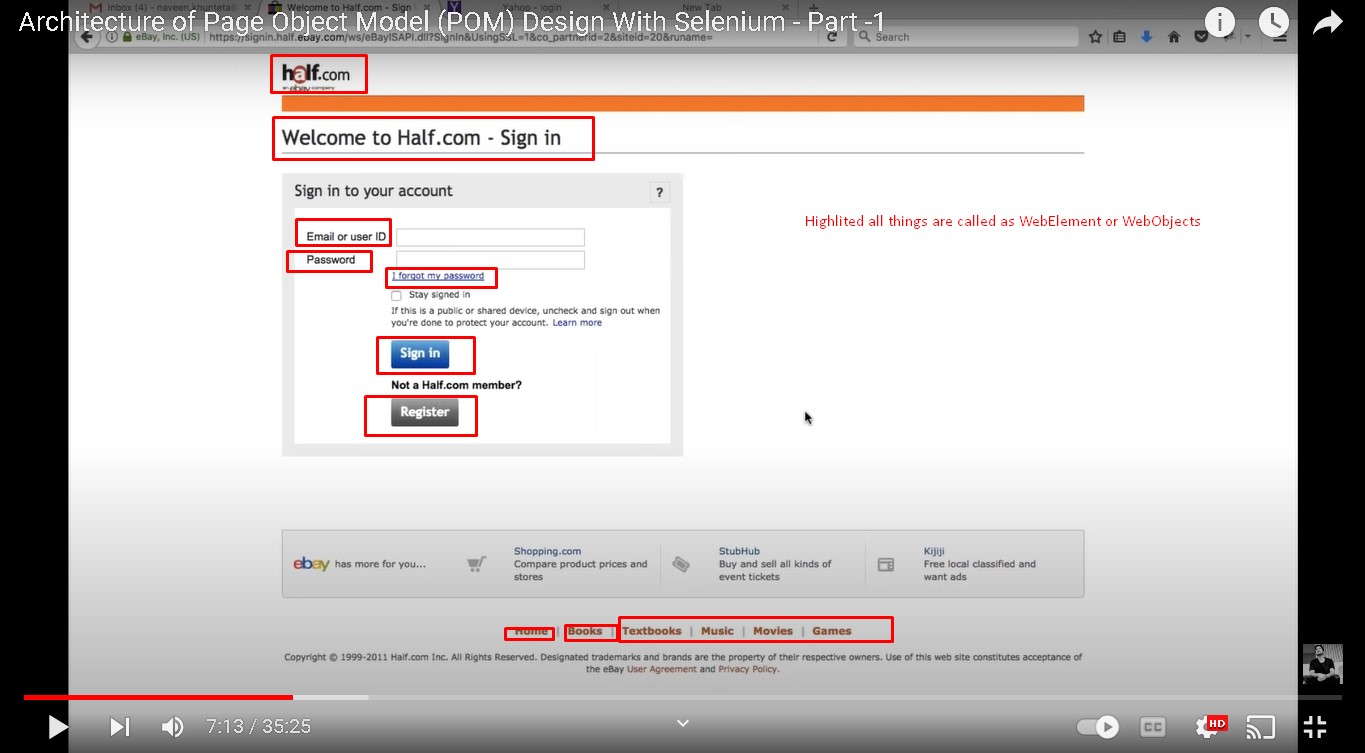 Architecture of Page Object Model (POM) Design With Selenium - Part -1
Inbox (4) - naveen.khunteta@
Welcome to Half.com - Sign
Yahoo - login
New Tab
eBay, Inc. (US)
https://signin.half.ebay.com/ws/eBayISAPI.dll?SignIn&UsingSSL=1&co_partnerid=2&siteid=20&runame=
Search
half.com
an ebay company
Welcome to Half.com - Sign in
Sign in to your account
?
Highlited all things are called as WebElement or WebObjects
Email or user ID
Password
I forgot my password
Stay signed in
If this is a public or shared device, uncheck and sign out when
you're done to protect your account. Learn more
Sign in
Not a Half.com member?
Register
ebay has more for you...
Shopping.com
Compare product prices and
stores
StubHub
Buy and sell all kinds of
event tickets
Kijiji
Free local classified and
want ads
Home | Books | Textbooks | Music | Movies | Games
Copyright © 1999-2011 Half.com Inc. All Rights Reserved. Designated trademarks and brands are the property of their respective owners. Use of this web site constitutes acceptance of
the eBay User Agreement and Privacy Policy.
7:13 / 35:25
CC
HD